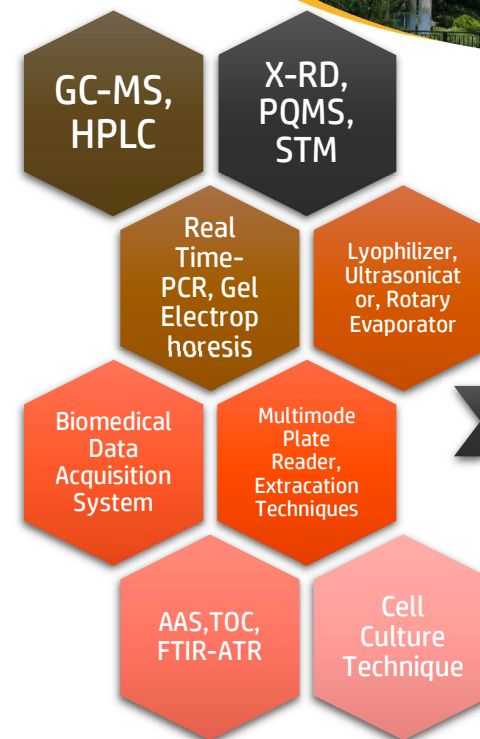 GC-MS,
HPLC
X-RD,
PQMS,
STM
Real
Time-
PCR, Gel
Electrop
horesis
Lyophilizer,
Ultrasonicat
or, Rotary
Evaporator
Biomedical
Data
Acquisition
System
Multimode
Plate
Reader,
Extracation
Techniques
AAS,TOC,
FTIR-ATR
Cell
Culture
Technique